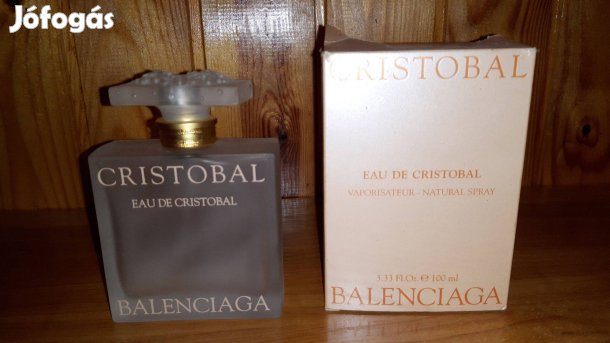 Jófogás
CRISTOBAL
EAU DE CRISTOBAL
BALENCIAGA
CRISTOBAL
EAU DE CRISTOBAL
VAPORISATEUR - NATURAL SPRAY
3.33 FL.OZ. ℮ 100 ml
BALENCIAGA